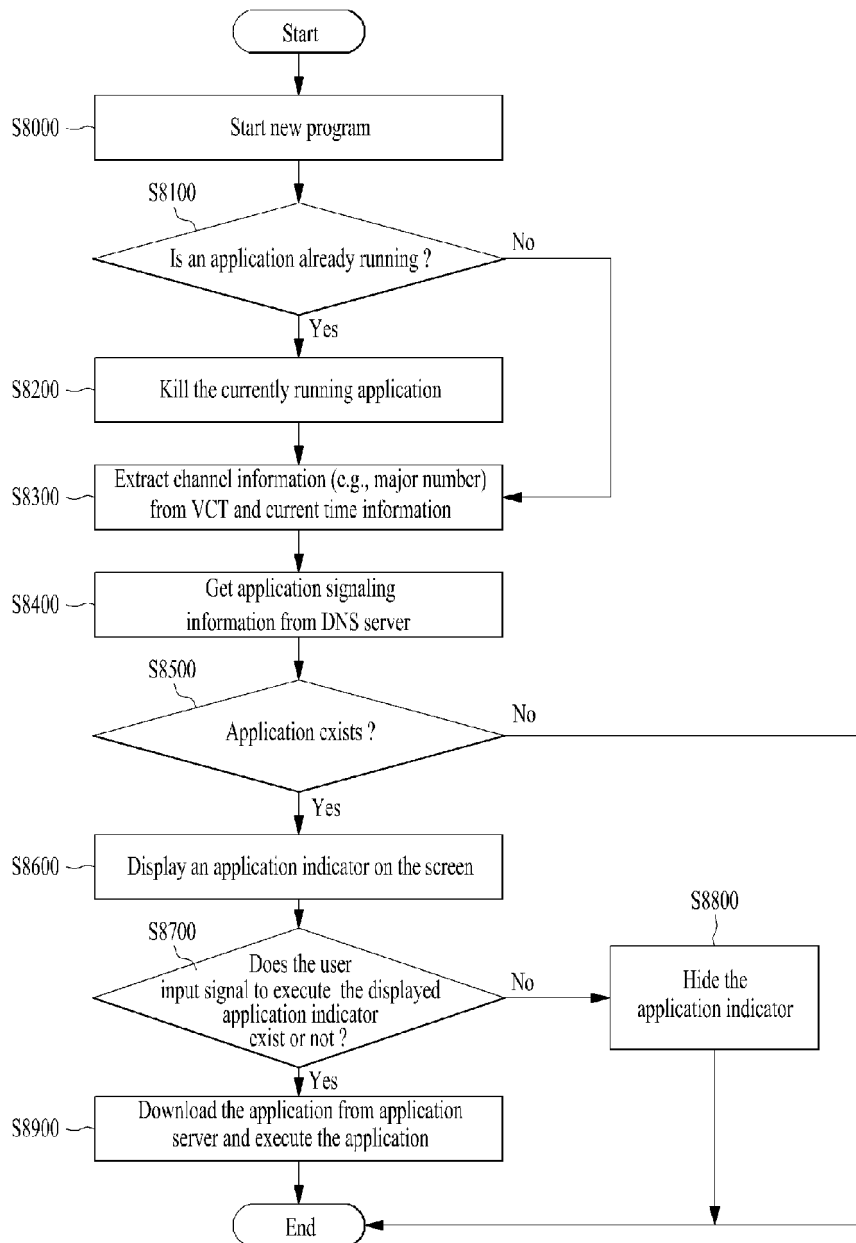 Start
S8000
Start new program
S8100
Is an application already running ?
No
Yes
S8200
Kill the currently running application
S8300
Extract channel information (e.g., major number)
from VCT and current time information
S8400
Get application signaling
information from DNS server
S8500
Application exists ?
No
Yes
S8600
Display an application indicator on the screen
S8700
Does the user
input signal to execute the displayed
application indicator
exist or not ?
No
S8800
Hide the
application indicator
Yes
S8900
Download the application from application
server and execute the application
End